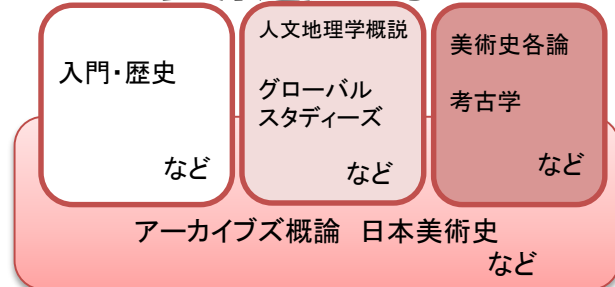 入門・歴史
など
人文地理学概説
グローバル
スタディーズ
など
美術史各論
考古学
など
アーカイブズ概論 日本美術史
など